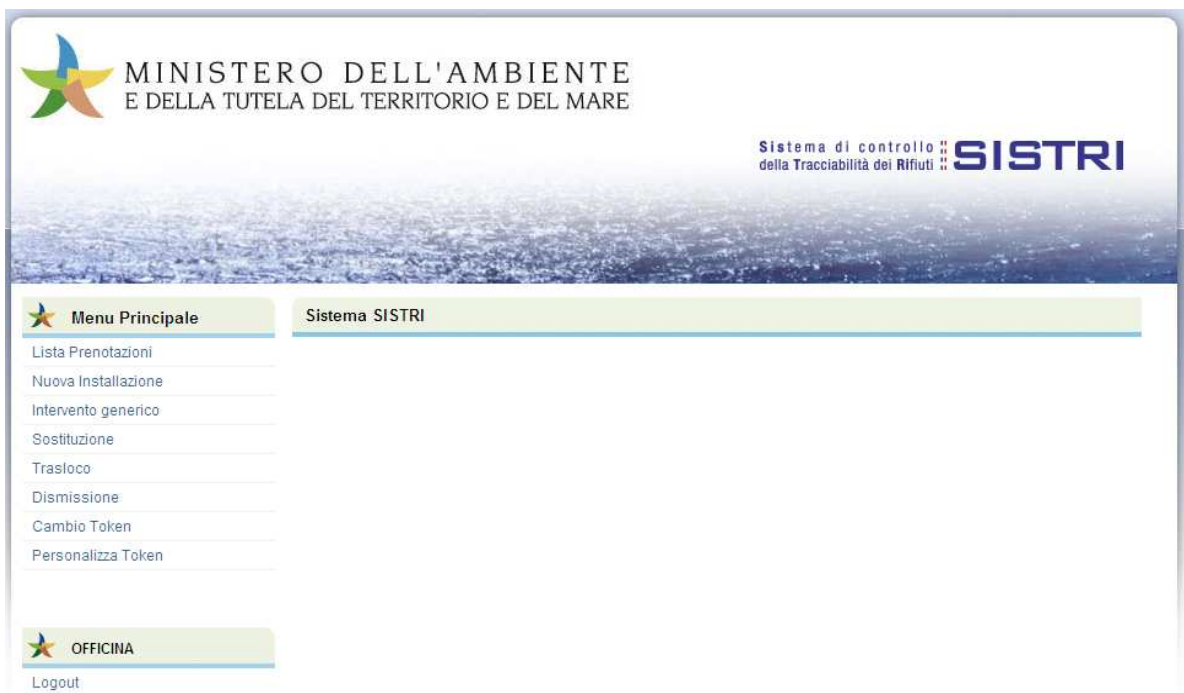 MINISTERO DELL'AMBIENTE
E DELLA TUTELA DEL TERRITORIO E DEL MARE
Sistema di controllo
della Tracciabilità dei Rifiuti
SISTRI
Menu Principale
Lista Prenotazioni
Nuova Installazione
Intervento generico
Sostituzione
Trasloco
Dismissione
Cambio Token
Personalizza Token
OFFICINA
Logout
Sistema SISTRI